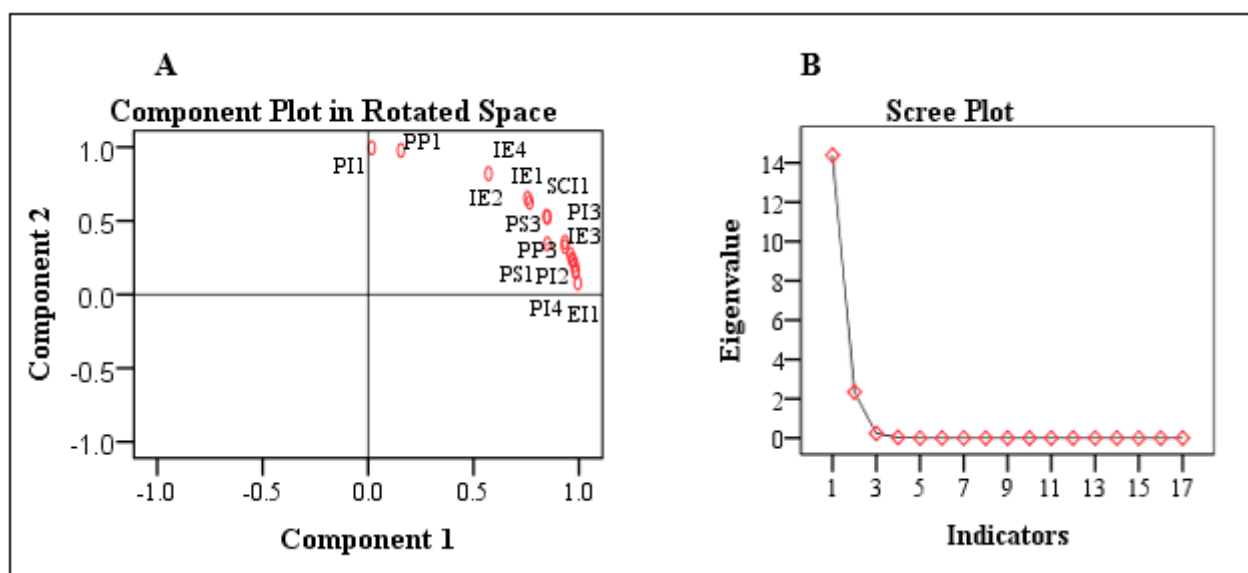 A
Component Plot in Rotated Space
Component 2
1.0
0.5
0.0
-0.5
-1.0
PI1
PP1
IE4
IE2
IE1
SCI1
PS3
PI3
PP3
IE3
PS1
PI2
PI4
EI1
-1.0 -0.5 0.0 0.5 1.0
Component 1
B
Scree Plot
Eigenvalue
14
12
10
8
6
4
2
0
1 3 5 7 9 11 13 15 17
Indicators